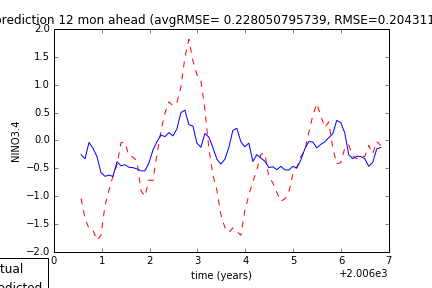 prediction 12 mon ahead (avgRMSE= 0.228050795739, RMSE=0.204311
2.0
1.5
1.0
0.5
0.0
−0.5
−1.0
−1.5
−2.0
NINO3.4
0 1 2 3 4 5 6 7
time (years)
+2.006e3
tual
edicted